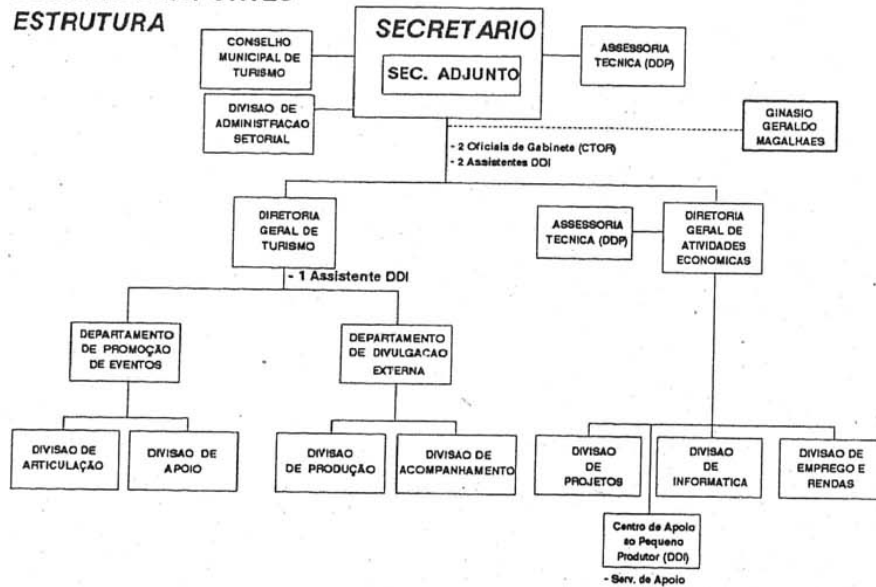 ESTRUTURA
SECRETARIO
SEC. ADJUNTO
CONSELHO
MUNICIPAL DE
TURISMO
ASSESSORIA
TECNICA (DDP)
DIVISAO DE
ADMINISTRAÇAO
SETORIAL
GINASIO
GERALDO
MAGALHAES
- 2 Oficiais de Gabinete (CTOR)
- 2 Assistentes DDI
DIRETORIA
GERAL DE
TURISMO
- 1 Assistente DDI
ASSESSORIA
TECNICA (DDP)
DIRETORIA
GERAL DE
ATIVIDADES
ECONOMICAS
DEPARTAMENTO
DE PROMOÇÃO
DE EVENTOS
DEPARTAMENTO
DE DIVULGACAO
EXTERNA
DIVISAO DE
ARTICULAÇÃO
DIVISAO DE
APOIO
DIVISAO
DE PRODUÇÃO
DIVISAO DE
ACOMPANHAMENTO
DIVISAO
DE
PROJETOS
DIVISAO
DE
INFORMATICA
DIVISAO DE
EMPREGO E
RENDAS
Centro de Apoio
ao Pequeno
Produtor (DDI)
- Serv. de Apoio